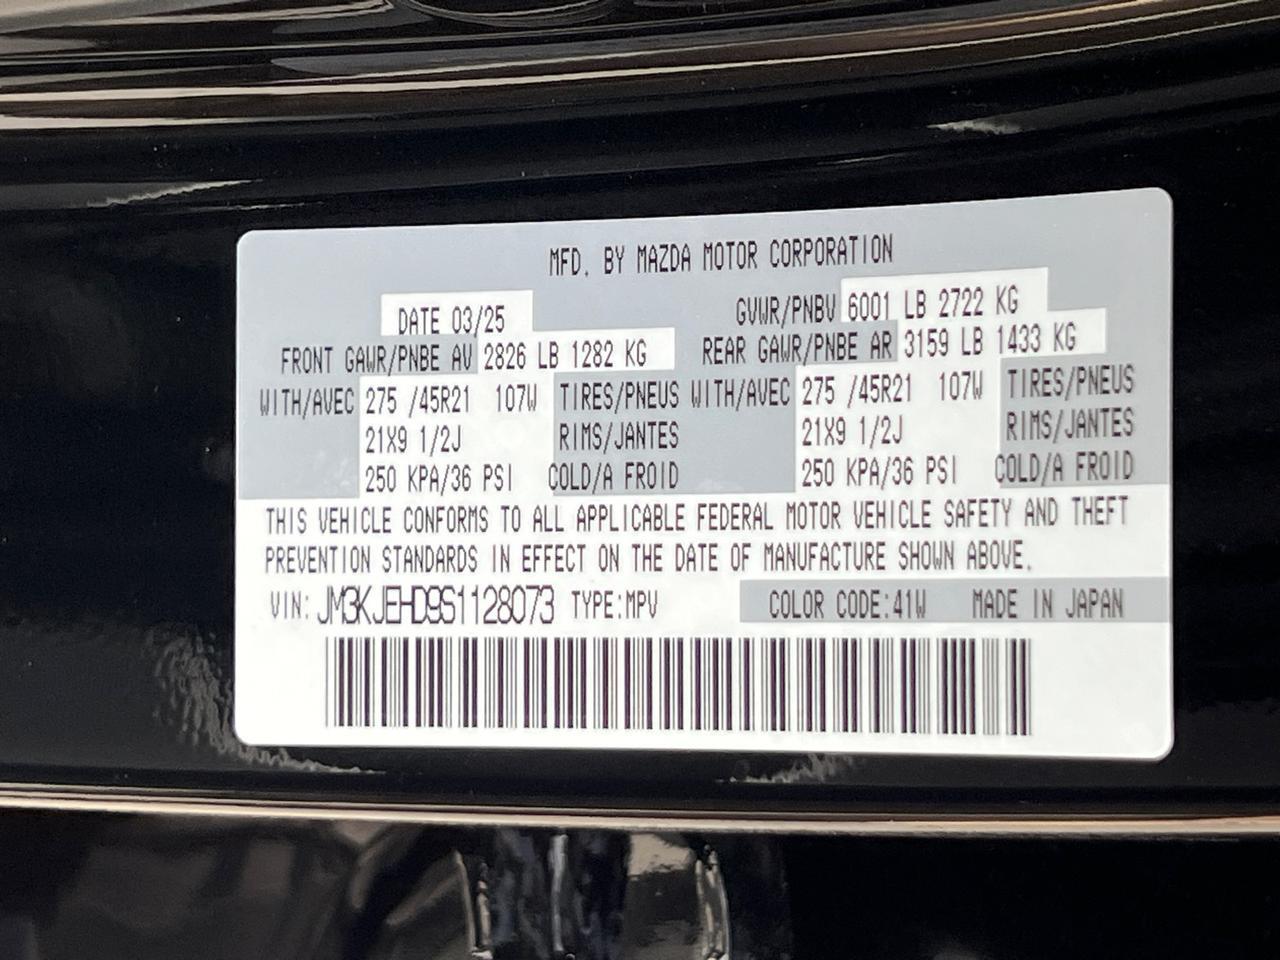 MFD. BY MAZDA MOTOR CORPORATION
DATE 03/25 GVWR/PNBV 6001 LB 2722 KG
FRONT GAWR/PNBE AV 2826 LB 1282 KG REAR GAWR/PNBE AR 3159 LB 1433 KG
WITH/AVEC 275 /45R21 107W TIRES/PNEUS WITH/AVEC 275 /45R21 107W TIRES/PNEUS
21X9 1/2J RIMS/JANTES 21X9 1/2J RIMS/JANTES
250 KPA/36 PSI COLD/A FROID 250 KPA/36 PSI COLD/A FROID
THIS VEHICLE CONFORMS TO ALL APPLICABLE FEDERAL MOTOR VEHICLE SAFETY AND THEFT
PREVENTION STANDARDS IN EFFECT ON THE DATE OF MANUFACTURE SHOWN ABOVE.
VIN: JM3KJEHD9S1128073 TYPE:MPV COLOR CODE:41W MADE IN JAPAN